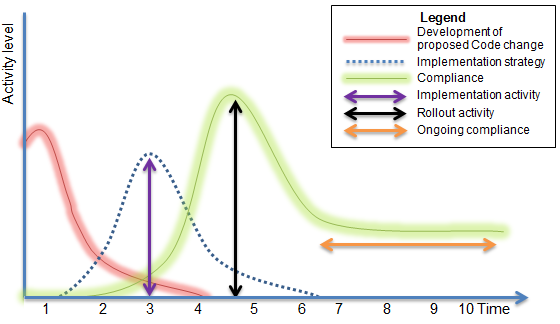 Activity level
Legend
Development of
proposed Code change
Implementation strategy
Compliance
Implementation activity
Rollout activity
Ongoing compliance
1 2 3 4 5 6 7 8 9 10 Time